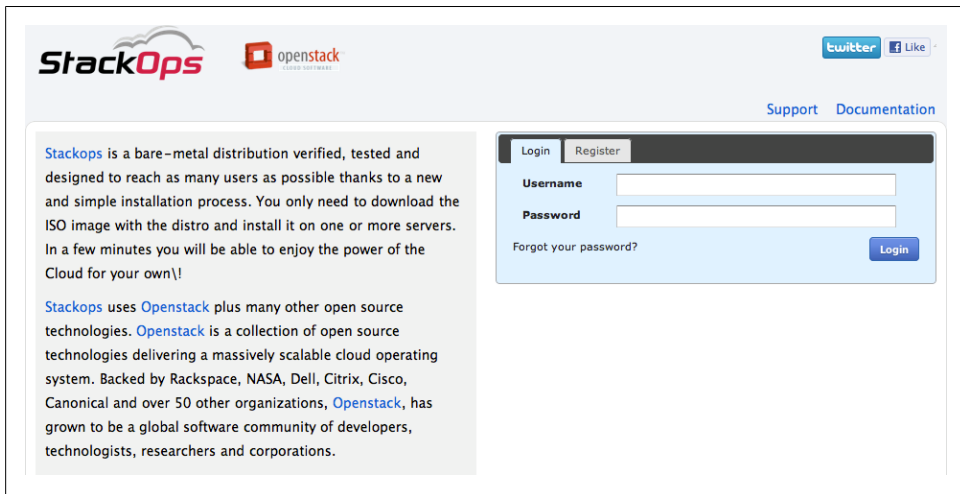 StackOps
openstack
CLOUD SOFTWARE
twitter
Like
Support Documentation
Stackops is a bare-metal distribution verified, tested and
designed to reach as many users as possible thanks to a new
and simple installation process. You only need to download the
ISO image with the distro and install it on one or more servers.
In a few minutes you will be able to enjoy the power of the
Cloud for your own\!
Stackops uses Openstack plus many other open source
technologies. Openstack is a collection of open source
technologies delivering a massively scalable cloud operating
system. Backed by Rackspace, NASA, Dell, Citrix, Cisco,
Canonical and over 50 other organizations, Openstack, has
grown to be a global software community of developers,
technologists, researchers and corporations.
Login Register
Username
Password
Forgot your password?
Login